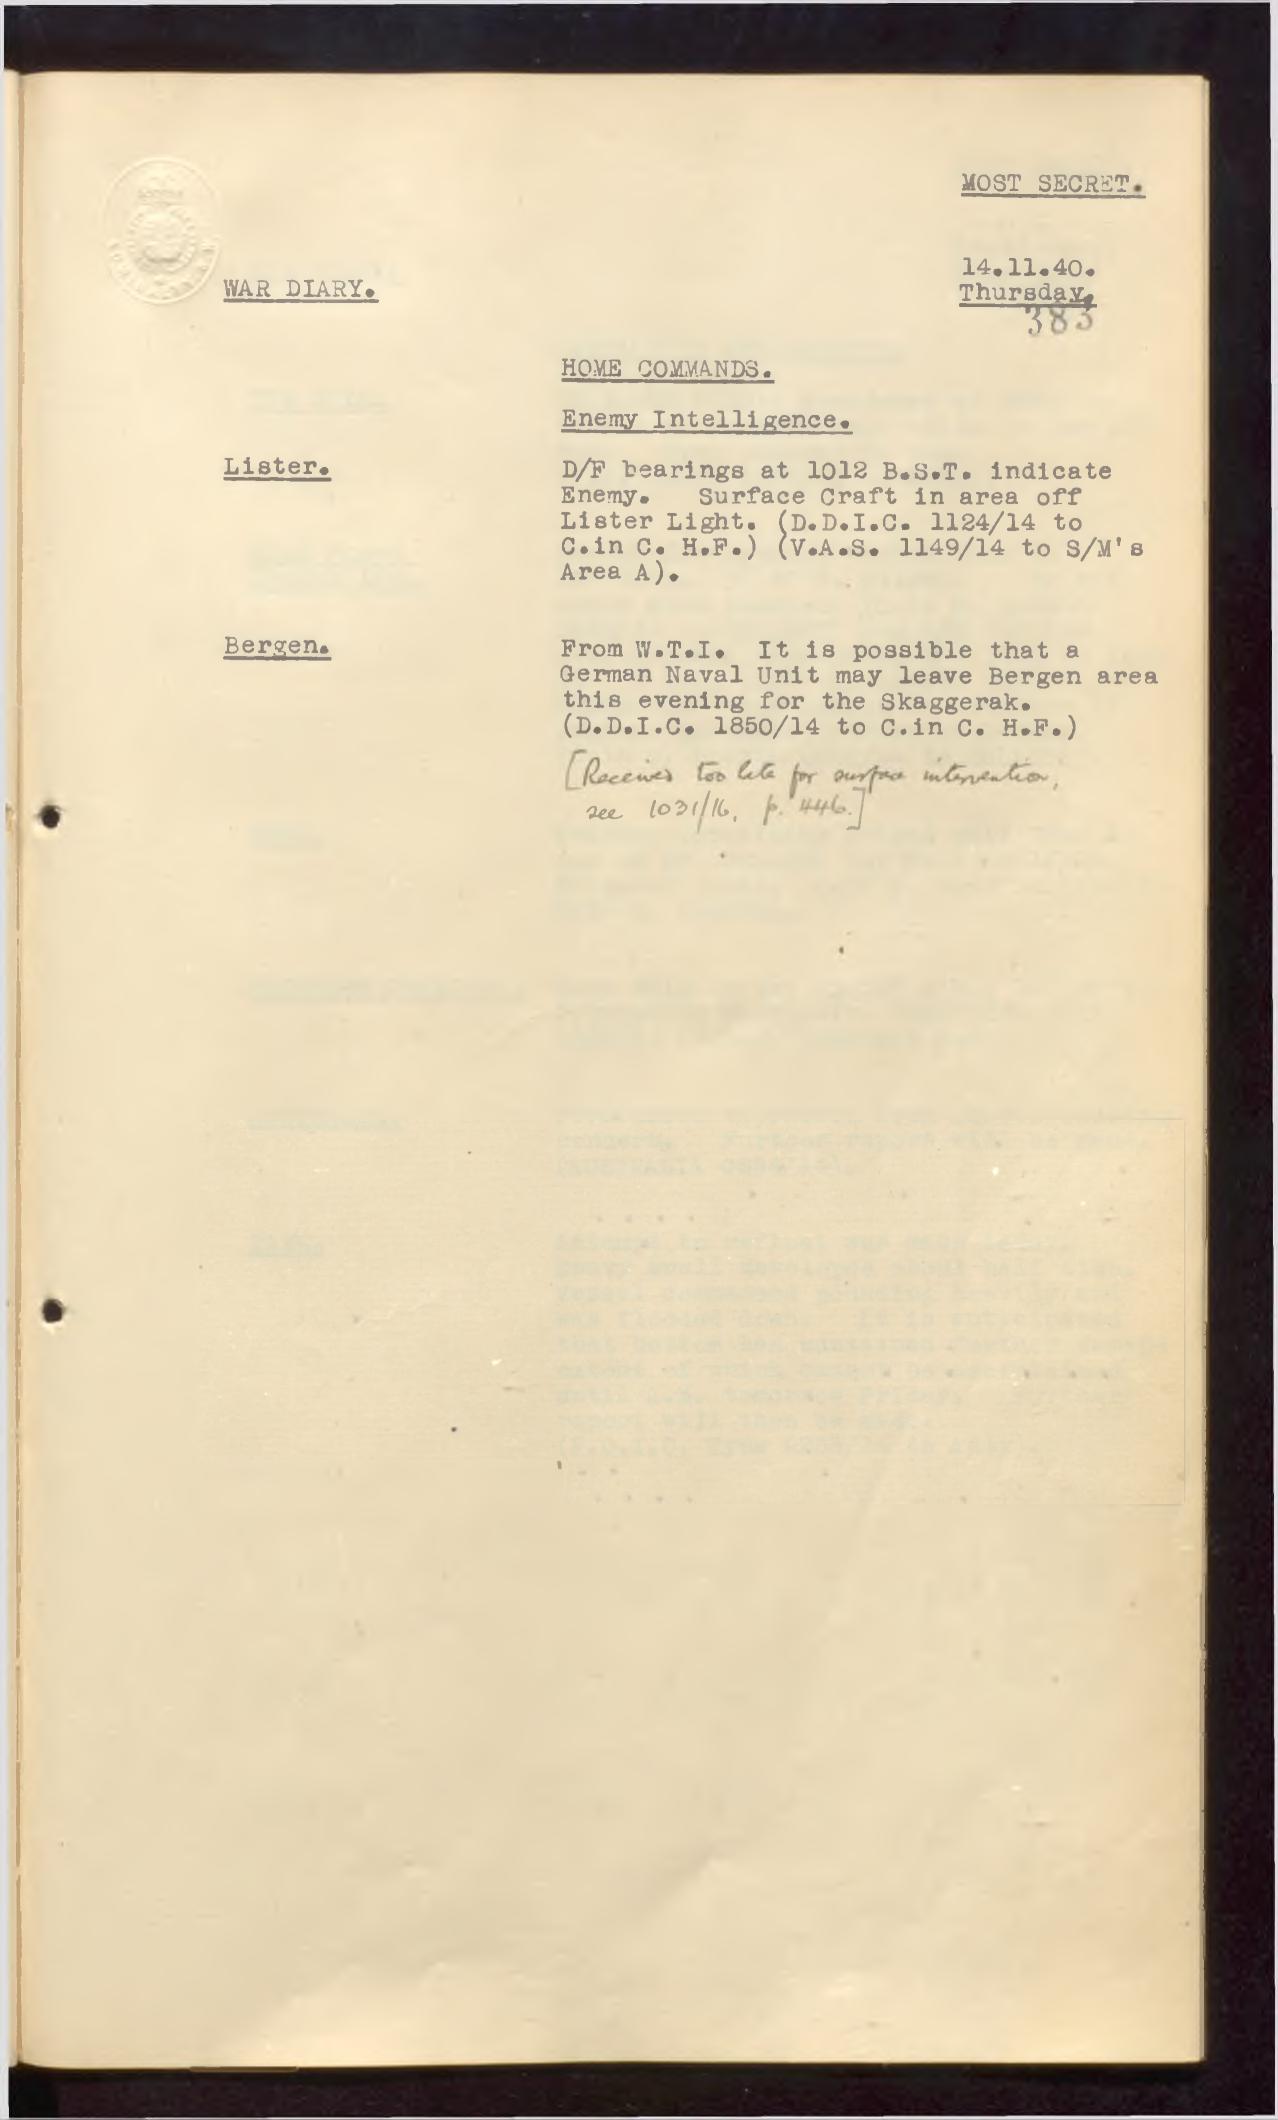 MOST SECRET.
14.11.40.
WAR DIARY.
Thursday,
383
HOME COMMANDS.
Enemy Intelligence.
Lister.
D/F bearings at 1012 B.S.T. indicate
Enemy. Surface Craft in area off
Lister Light. (D.D.I.C. 1124/14 to
C.in C. H.F.) (V.A.S. 1149/14 to S/M's
Area A).
Bergen.
From W.T.I. It is possible that a
German Naval Unit may leave Bergen area
this evening for the Skaggerak.
(D.D.I.C. 1850/14 to C.in C. H.F.)
[Received too late for surface intervention,
see 1031/16, p. 446.]